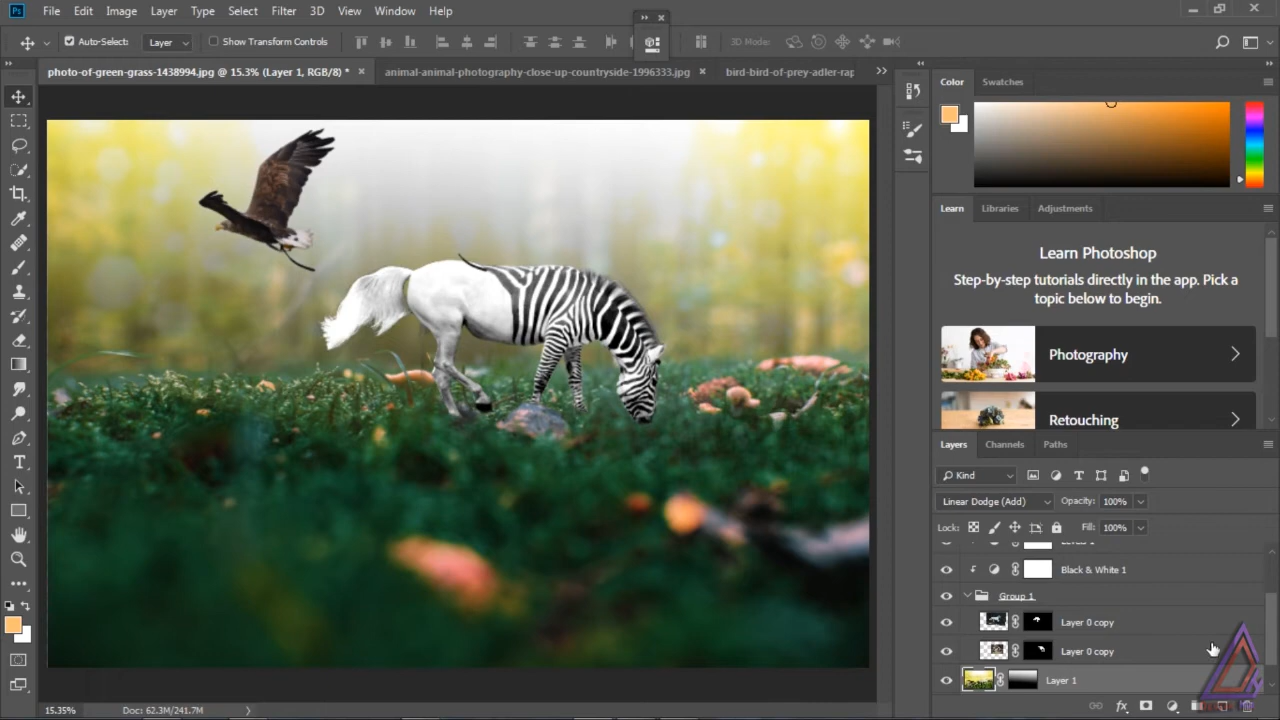 Ps File Edit Image Layer Type Select Filter 3D View Window Help
Auto-Select: Layer Show Transform Controls 3D Mode:
photo-of-green-grass-1438994.jpg @ 15.3% (Layer 1, RGB/8) * animal-animal-photography-close-up-countryside-1996333.jpg bird-bird-of-prey-adler-rap
Color Swatches
Learn Libraries Adjustments
Learn Photoshop
Step-by-step tutorials directly in the app. Pick a
topic below to begin.
Photography
Retouching
Layers Channels Paths
Kind
Linear Dodge (Add) Opacity: 100%
Lock: Fill: 100%
Black & White 1
Group 1
Layer 0 copy
Layer 0 copy
Layer 1
15.35% Doc: 62.3M/241.7M